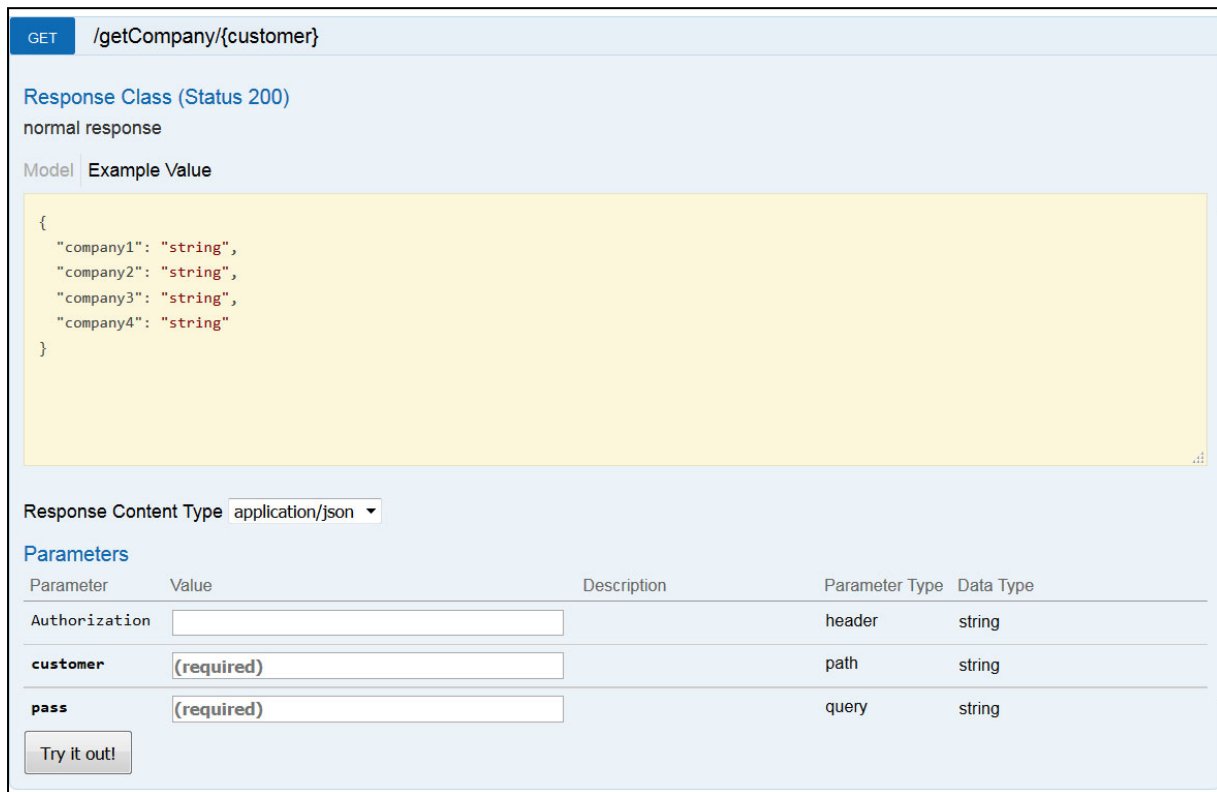 GET /getCompany/{customer}
Response Class (Status 200)
normal response
Model Example Value
{
"company1": "string",
"company2": "string",
"company3": "string",
"company4": "string"
}
Response Content Type application/json
Parameters
Parameter Value Description Parameter Type Data Type
Authorization header string
customer (required) path string
pass (required) query string
Try it out!